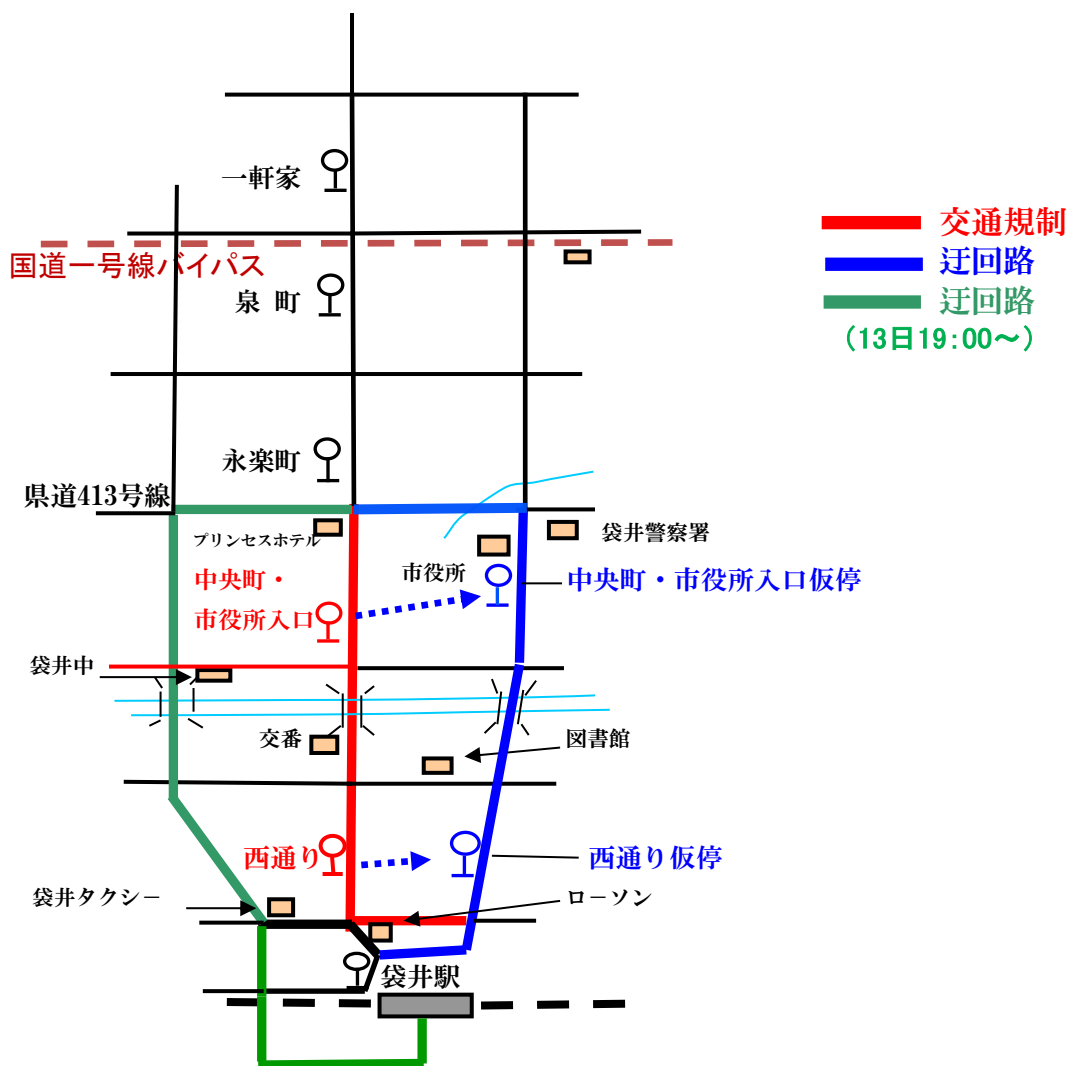 一軒家
交通規制
国道一号線バイパス
迂回路
泉 町
迂回路
（13日19:00～）
永楽町
県道413号線
プリンセスホテル
袋井警察署
市役所
中央町・
市役所入口
中央町・市役所入口仮停
袋井中
交番
図書館
西通り
西通り仮停
袋井タクシー
ローソン
袋井駅